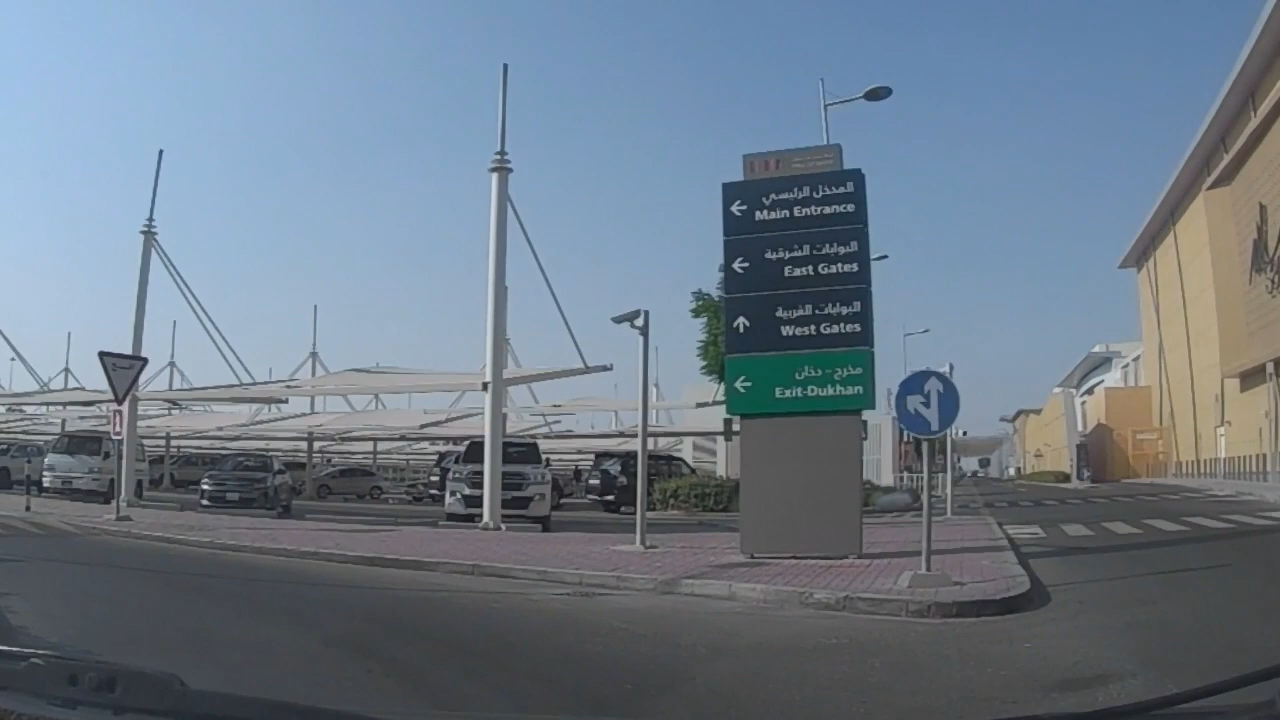 المدخل الرئيسي
Main Entrance
البوابات الشرقية
East Gates
البوابات الغربية
West Gates
مخرج - دخان
Exit-Dukhan